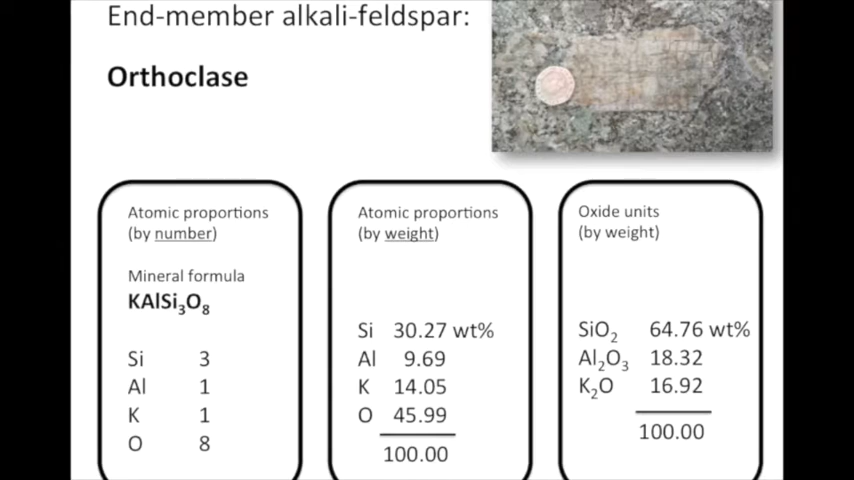 End-member alkali-feldspar:
Orthoclase
Atomic proportions
(by number)
Mineral formula
KAlSi₃O₈
Si 3
Al 1
K 1
O 8
Atomic proportions
(by weight)
Si 30.27 wt%
Al 9.69
K 14.05
O 45.99
100.00
Oxide units
(by weight)
SiO₂ 64.76 wt%
Al₂O₃ 18.32
K₂O 16.92
100.00